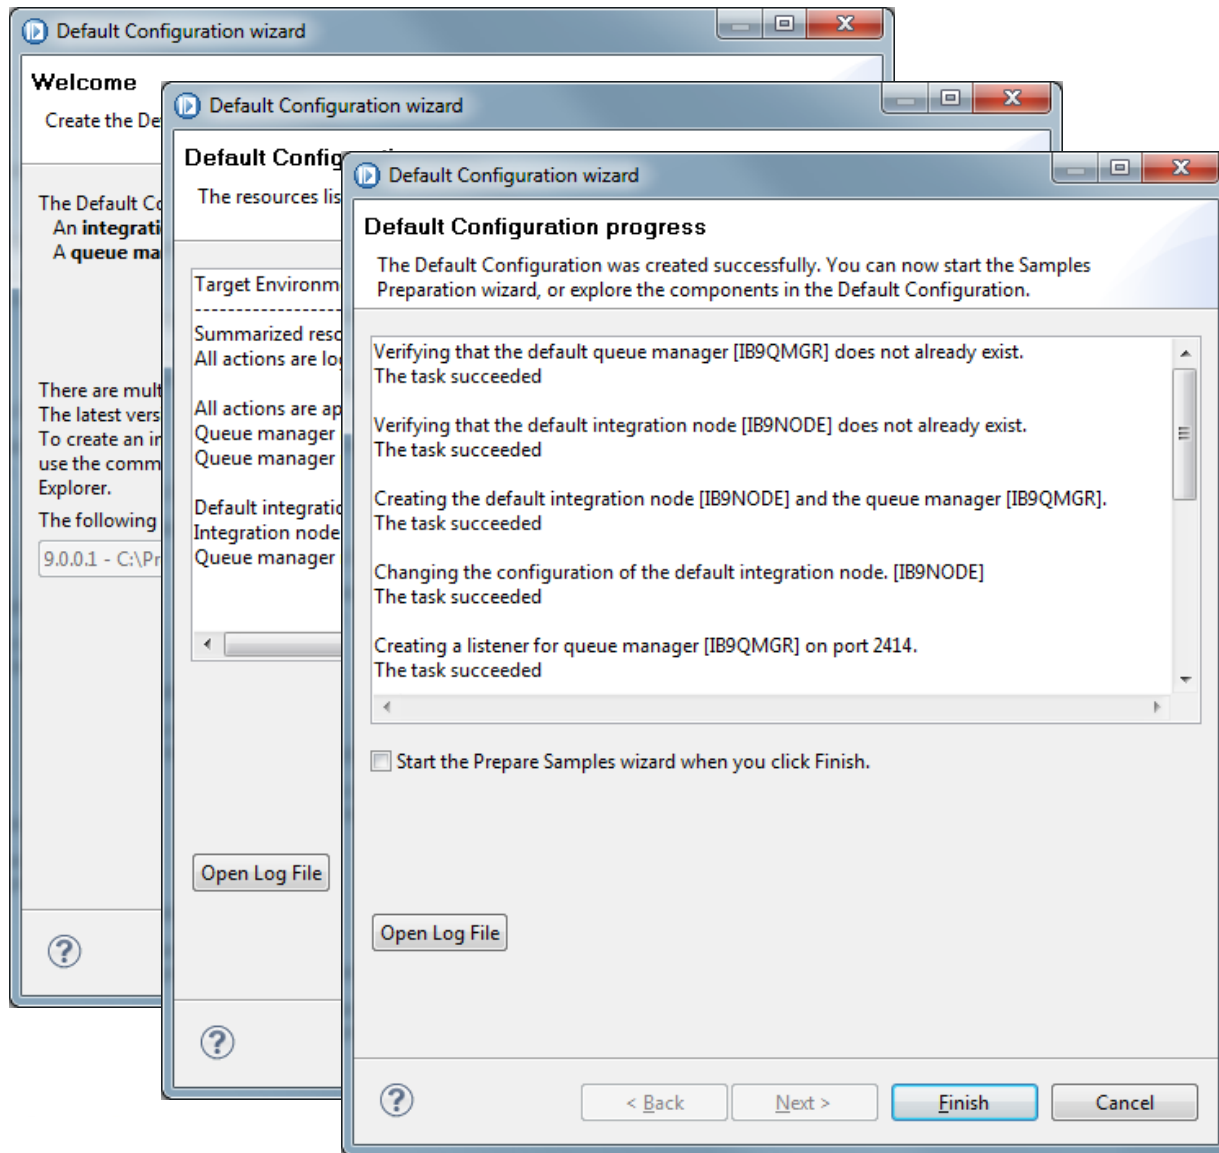 Default Configuration wizard
Welcome
Create the De
The Default Co
An integrati
A queue ma
There are mult
The latest vers
To create an in
use the comm
Explorer.
The following
9.0.0.1 - C:\Pr
Default Configuration wizard
Default Config
The resources lis
Target Environm
Summarized reso
All actions are lo
All actions are ap
Queue manager
Queue manager
Default integratio
Integration node
Queue manager
Open Log File
Default Configuration wizard
Default Configuration progress
The Default Configuration was created successfully. You can now start the Samples
Preparation wizard, or explore the components in the Default Configuration.
Verifying that the default queue manager [IB9QMGR] does not already exist.
The task succeeded
Verifying that the default integration node [IB9NODE] does not already exist.
The task succeeded
Creating the default integration node [IB9NODE] and the queue manager [IB9QMGR].
The task succeeded
Changing the configuration of the default integration node. [IB9NODE]
The task succeeded
Creating a listener for queue manager [IB9QMGR] on port 2414.
The task succeeded
Start the Prepare Samples wizard when you click Finish.
Open Log File
< Back
Next >
Finish
Cancel